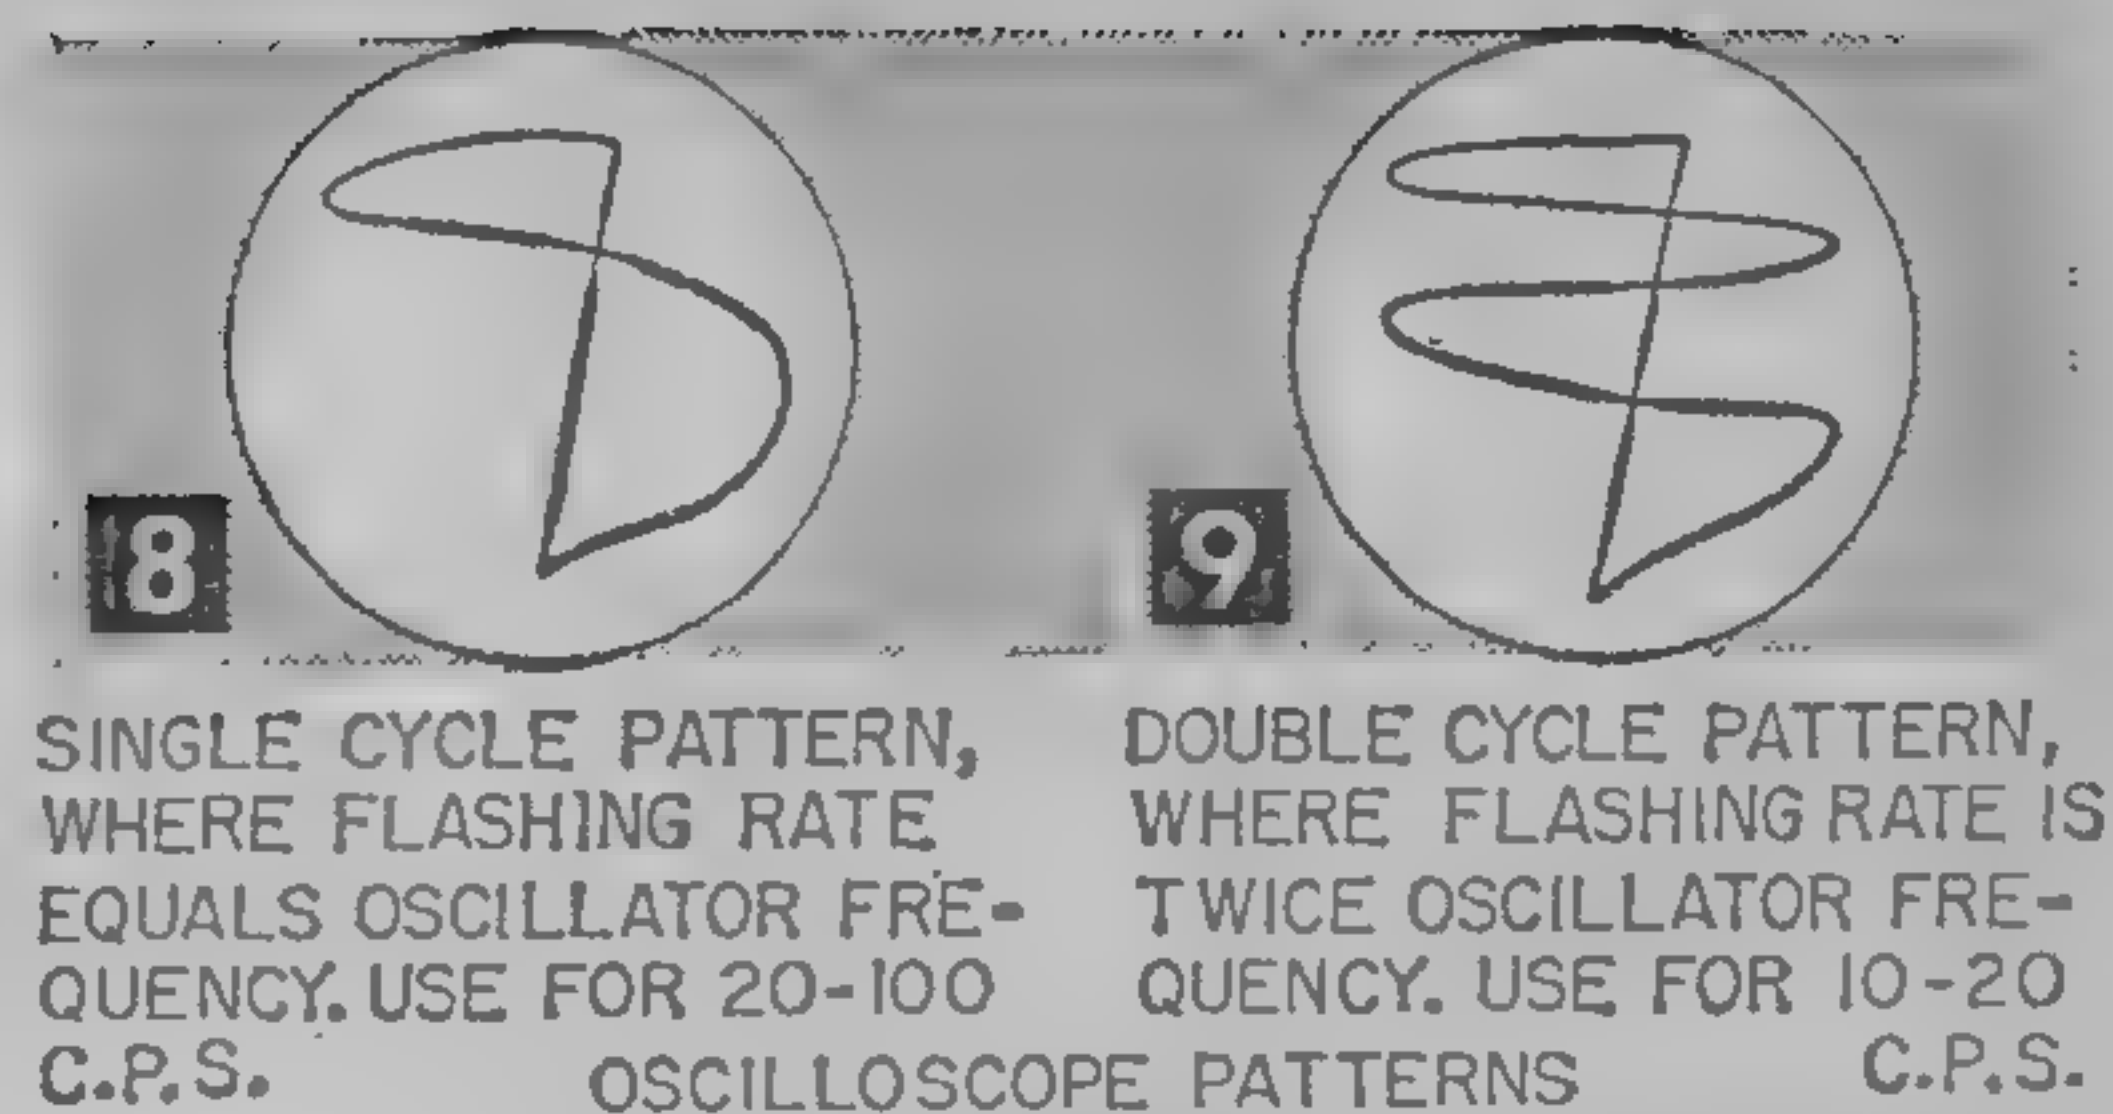 8
SINGLE CYCLE PATTERN,
WHERE FLASHING RATE
EQUALS OSCILLATOR FRE-
QUENCY. USE FOR 20-100
C.P.S.
9
DOUBLE CYCLE PATTERN,
WHERE FLASHING RATE IS
TWICE OSCILLATOR FRE-
QUENCY. USE FOR 10-20
C.P.S.
OSCILLOSCOPE PATTERNS